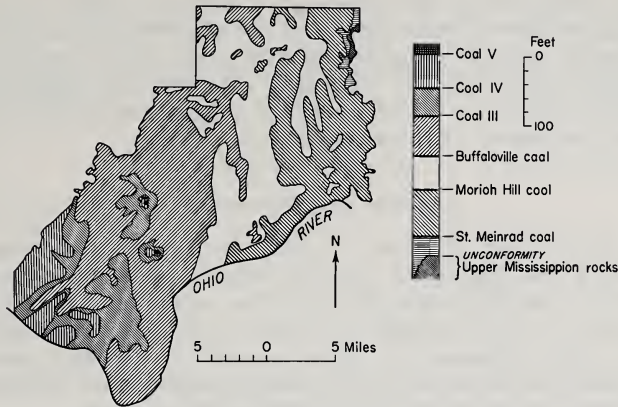 Feet
0
100
Coal V
Cool IV
Coal III
Buffaloville caal
Morioh Hill cool
St. Meinrad coal
UNCONFORMITY
Upper Mississippion rocks
OHIO RIVER
N
5 0 5 Miles